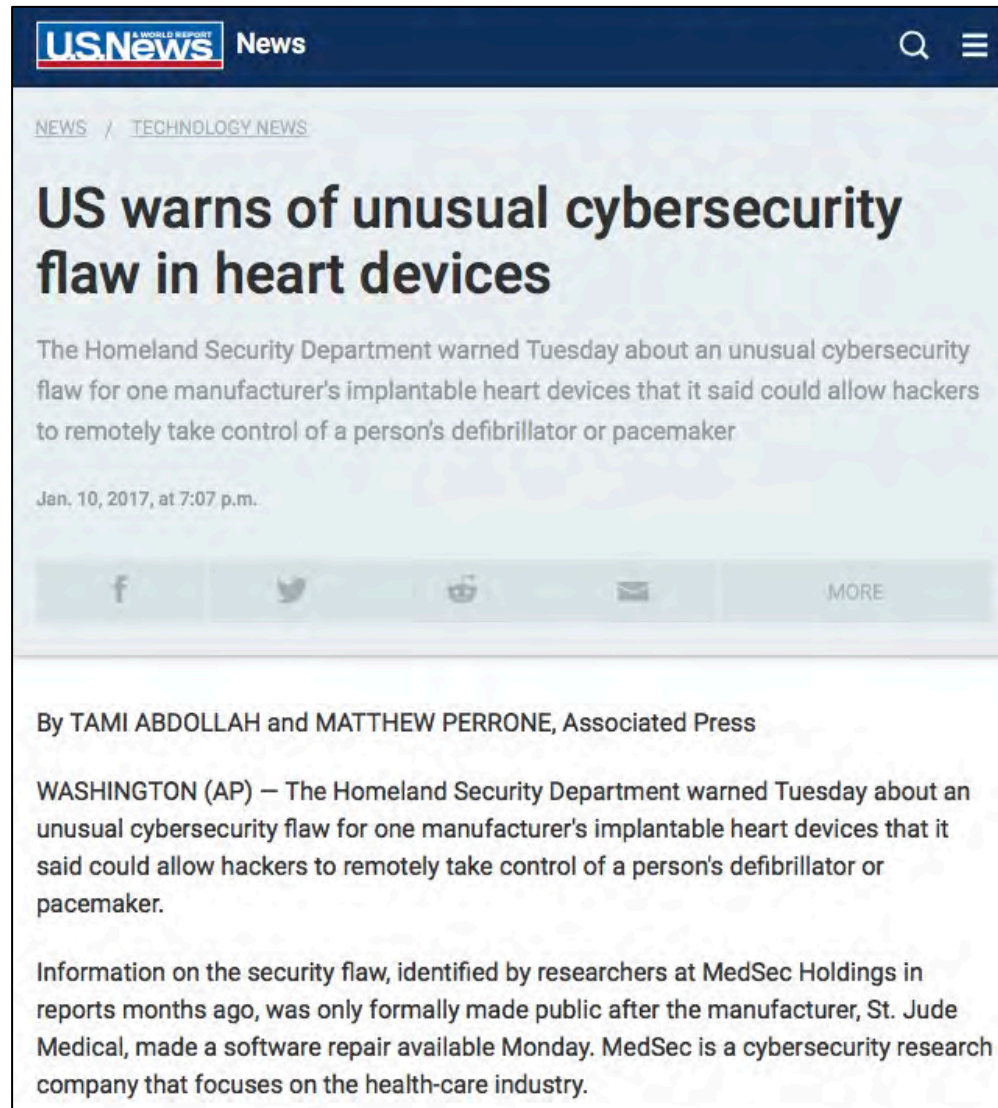 U.S.News & WORLD REPORT News
NEWS / TECHNOLOGY NEWS
US warns of unusual cybersecurity
flaw in heart devices
The Homeland Security Department warned Tuesday about an unusual cybersecurity
flaw for one manufacturer's implantable heart devices that it said could allow hackers
to remotely take control of a person's defibrillator or pacemaker
Jan. 10, 2017, at 7:07 p.m.
MORE
By TAMI ABDOLLAH and MATTHEW PERRONE, Associated Press
WASHINGTON (AP) — The Homeland Security Department warned Tuesday about an
unusual cybersecurity flaw for one manufacturer's implantable heart devices that it
said could allow hackers to remotely take control of a person's defibrillator or
pacemaker.
Information on the security flaw, identified by researchers at MedSec Holdings in
reports months ago, was only formally made public after the manufacturer, St. Jude
Medical, made a software repair available Monday. MedSec is a cybersecurity research
company that focuses on the health-care industry.